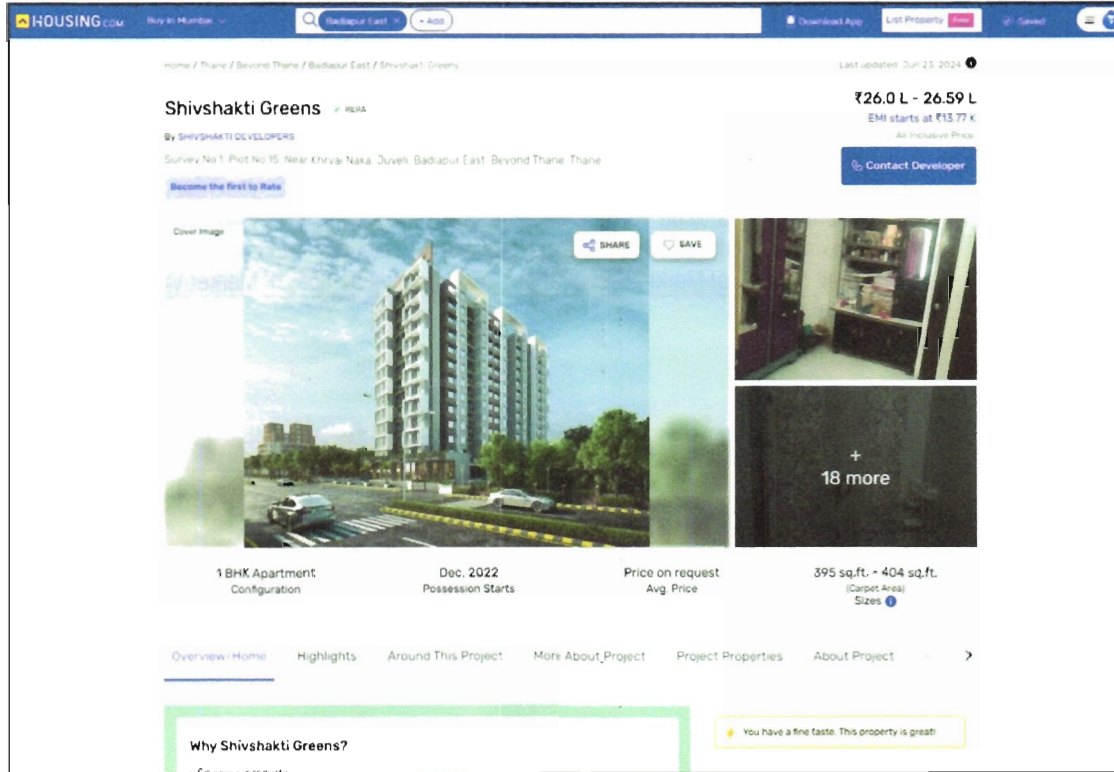 HOUSING.COM
Buy in Mumbai
Badlapur East × + Add
Download App
List Property
Saved
Home / Thane / Beyond Thane / Badlapur East / Shivshakti Greens
Last updated: Jun 23, 2024
Shivshakti Greens RERA
₹26.0 L - 26.59 L
EMI starts at ₹13.77 K
All Inclusive Price
By SHIVSHAKTI DEVELOPERS
Survey No 1, Plot No 15, Near Khrvai Naka, Juveli, Badlapur East, Beyond Thane, Thane
Contact Developer
Become the first to Rate
Cover Image
SHARE
SAVE
+
18 more
1 BHK Apartment
Configuration
Dec, 2022
Possession Starts
Price on request
Avg. Price
395 sq.ft. - 404 sq.ft.
(Carpet Area)
Sizes
Overview/Home Highlights Around This Project More About Project Project Properties About Project
Why Shivshakti Greens?
You have a fine taste. This property is great!